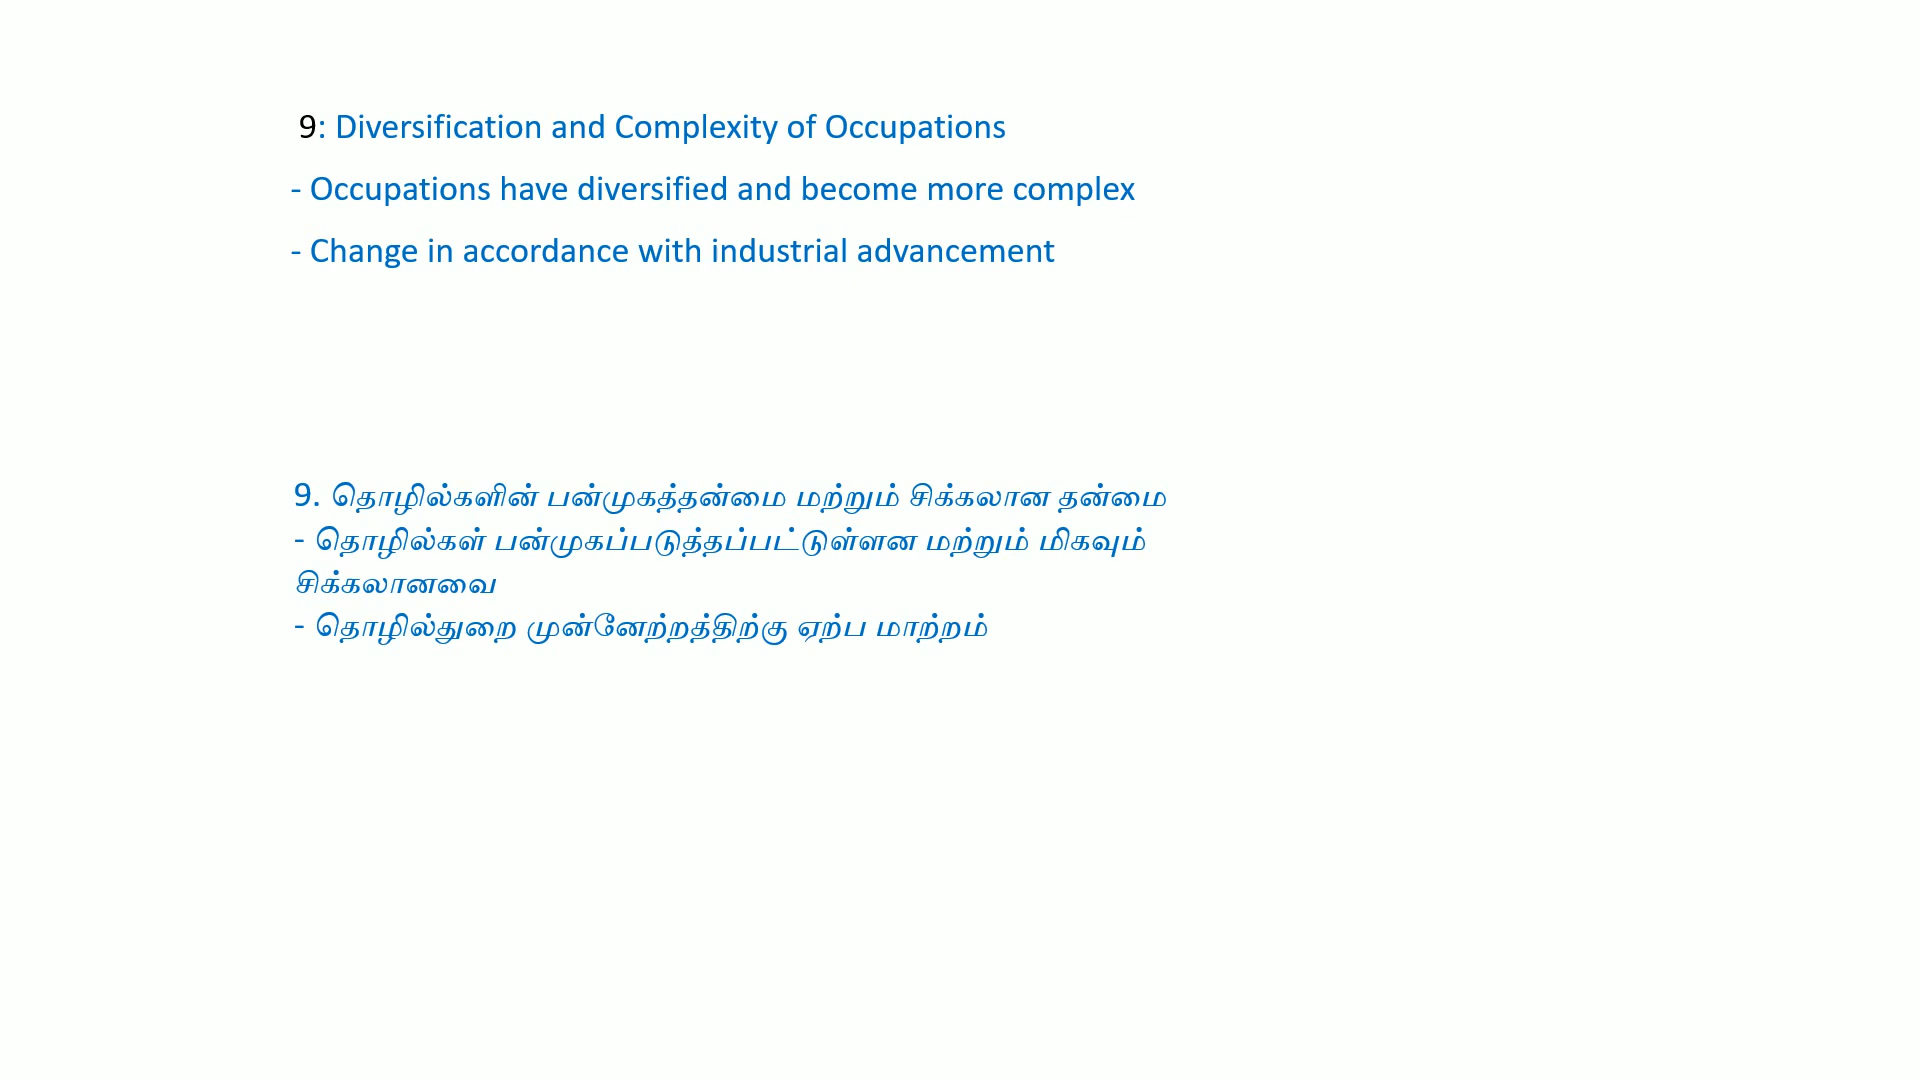 9: Diversification and Complexity of Occupations
- Occupations have diversified and become more complex
- Change in accordance with industrial advancement
9. தொழில்களின் பன்முகத்தன்மை மற்றும் சிக்கலான தன்மை
- தொழில்கள் பன்முகப்படுத்தப்பட்டுள்ளன மற்றும் மிகவும்
சிக்கலானவை
- தொழில்துறை முன்னேற்றத்திற்கு ஏற்ப மாற்றம்